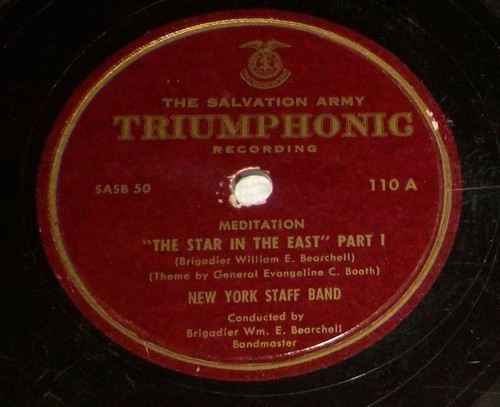 THE SALVATION ARMY
TRIUMPHONIC
RECORDING
SASB 50
110 A
MEDITATION
"THE STAR IN THE EAST" PART I
(Brigadier William E. Bearchell)
(Theme by General Evangeline C. Booth)
NEW YORK STAFF BAND
Conducted by
Brigadier Wm. E. Bearchell
Bandmaster